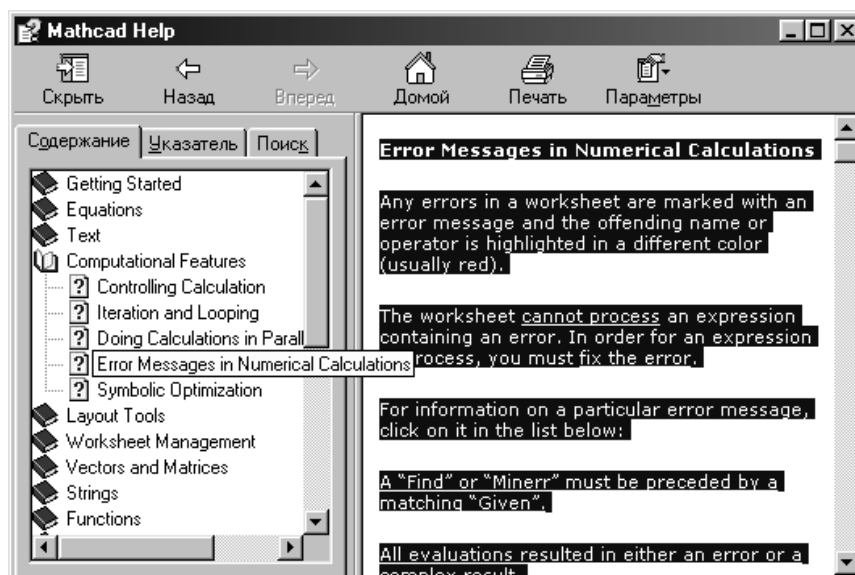 Mathcad Help
Скрыть Назад Вперед Домой Печать Параметры
Содержание Указатель Поиск
Getting Started
Equations
Text
Computational Features
Controlling Calculation
Iteration and Looping
Doing Calculations in Parall
Error Messages in Numerical Calculations
Symbolic Optimization
Layout Tools
Worksheet Management
Vectors and Matrices
Strings
Functions
Error Messages in Numerical Calculations
Any errors in a worksheet are marked with an
error message and the offending name or
operator is highlighted in a different color
(usually red).
The worksheet cannot process an expression
containing an error. In order for an expression
process, you must fix the error.
For information on a particular error message,
click on it in the list below:
A “Find” or “Minerr” must be preceded by a
matching “Given”.
All evaluations resulted in either an error or a
complex result.